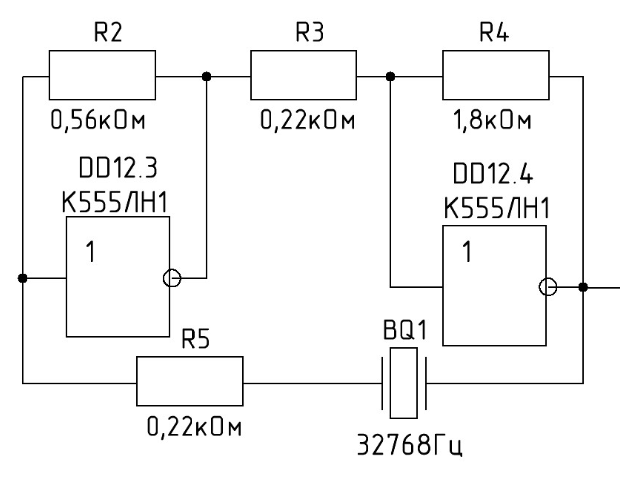 R2
R3
R4
0,56кОм
0,22кОм
1,8кОм
DD12.3
К555ЛН1
1
DD12.4
К555ЛН1
1
R5
0,22кОм
BQ1
32768Гц